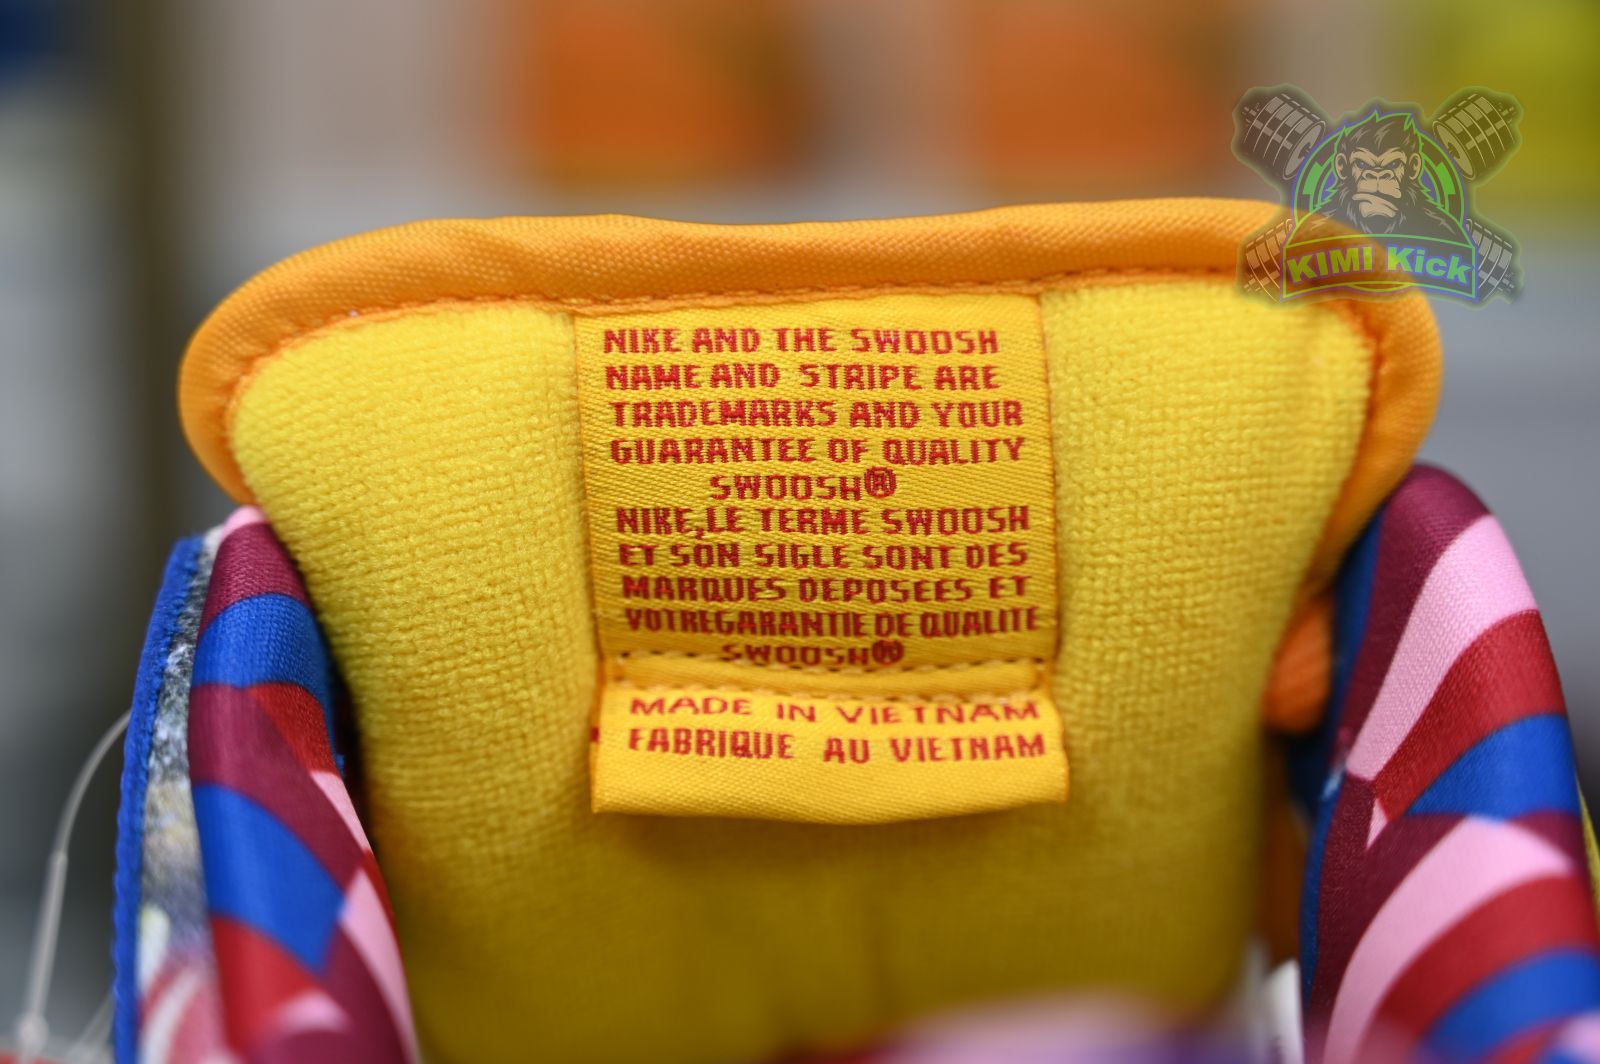 KIMI Kick
NIKE AND THE SWOOSH
NAME AND STRIPE ARE
TRADEMARKS AND YOUR
GUARANTEE OF QUALITY
SWOOSH®
NIKE,LE TERME SWOOSH
ET SON SIGLE SONT DES
MARQUES DEPOSEES ET
VOTREGARANTIE DE QUALITE
SWOOSH®
MADE IN VIETNAM
FABRIQUE AU VIETNAM